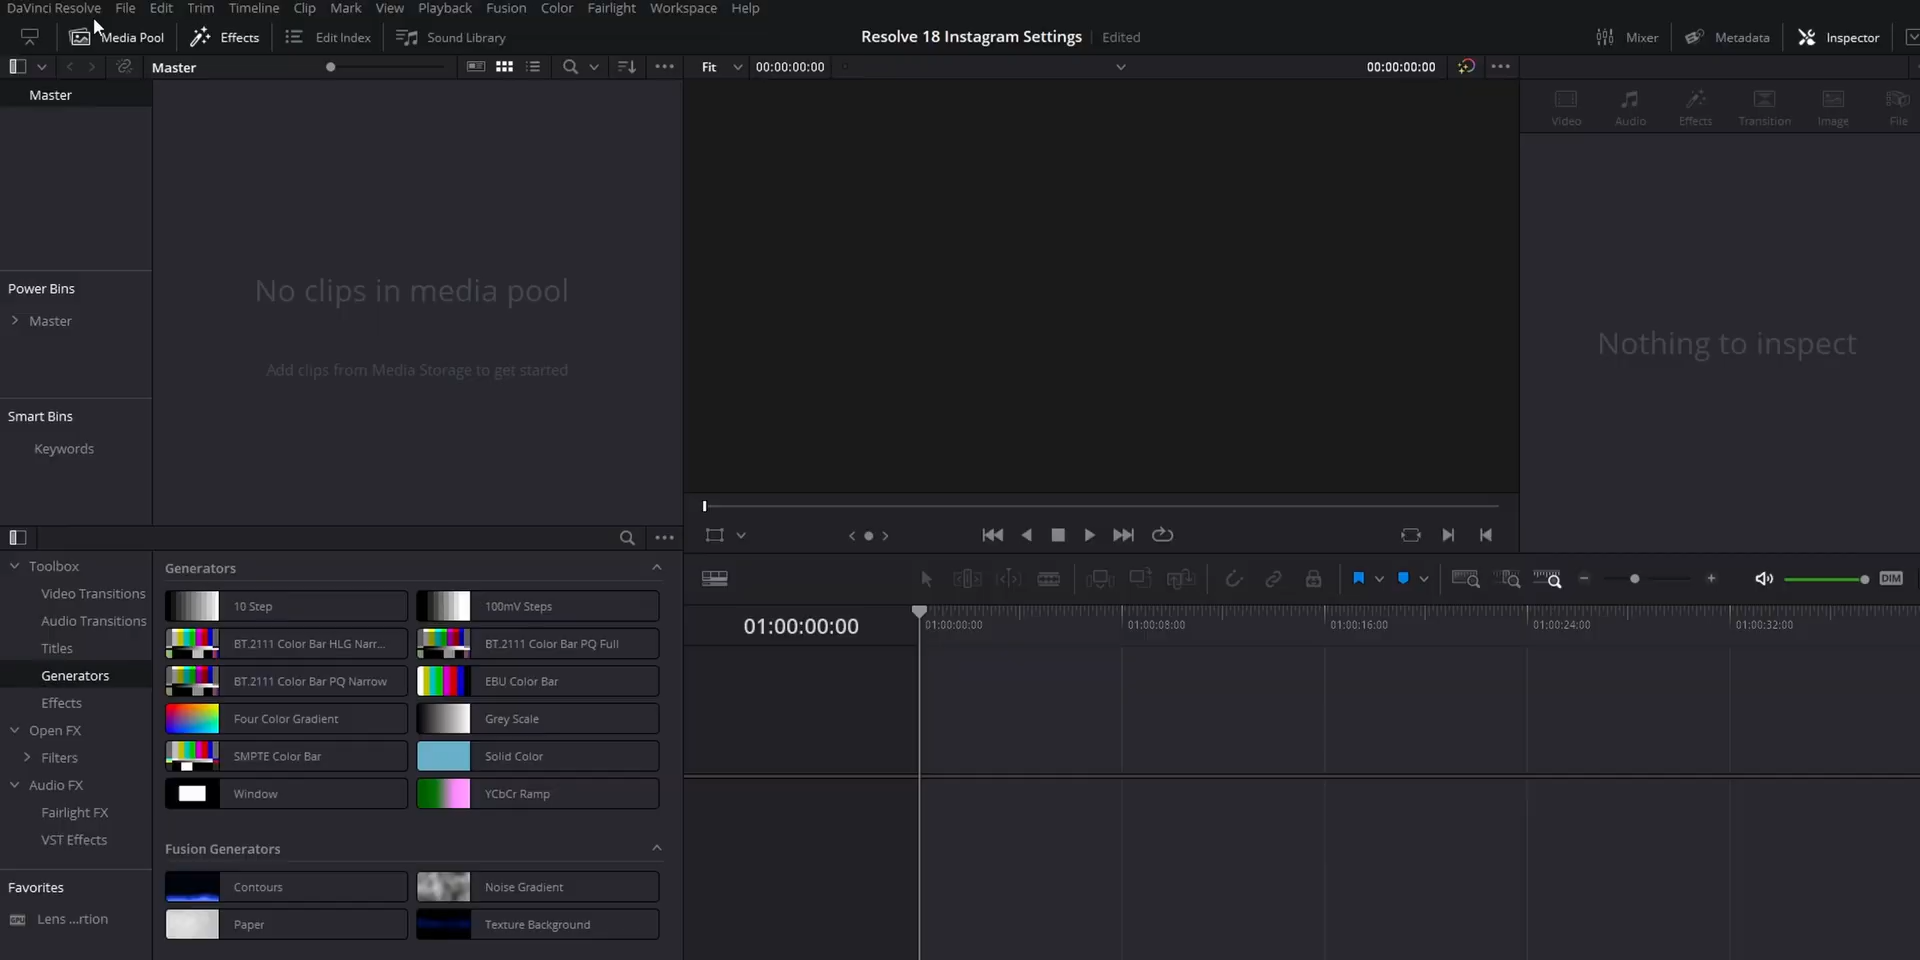 DaVinci Resolve File Edit Trim Timeline Clip Mark View Playback Fusion Color Fairlight Workspace Help
Media Pool Effects Edit Index Sound Library Resolve 18 Instagram Settings Edited Mixer Metadata Inspector
Master Fit 00:00:00:00 00:00:00:00
Master
Video Audio Effects Transition Image File
No clips in media pool
Add clips from Media Storage to get started
Power Bins
Master
Nothing to inspect
Smart Bins
Keywords
Toolbox
Video Transitions
Audio Transitions
Titles
Generators
Effects
Open FX
Filters
Audio FX
Fairlight FX
VST Effects
Favorites
Lens ...rtion
Generators
10 Step 100mV Steps
BT.2111 Color Bar HLG Narr... BT.2111 Color Bar PQ Full
BT.2111 Color Bar PQ Narrow EBU Color Bar
Four Color Gradient Grey Scale
SMPTE Color Bar Solid Color
Window YCbCr Ramp
Fusion Generators
Contours Noise Gradient
Paper Texture Background
DIM
01:00:00:00 01:00:00:00 01:00:08:00 01:00:16:00 01:00:24:00 01:00:32:00